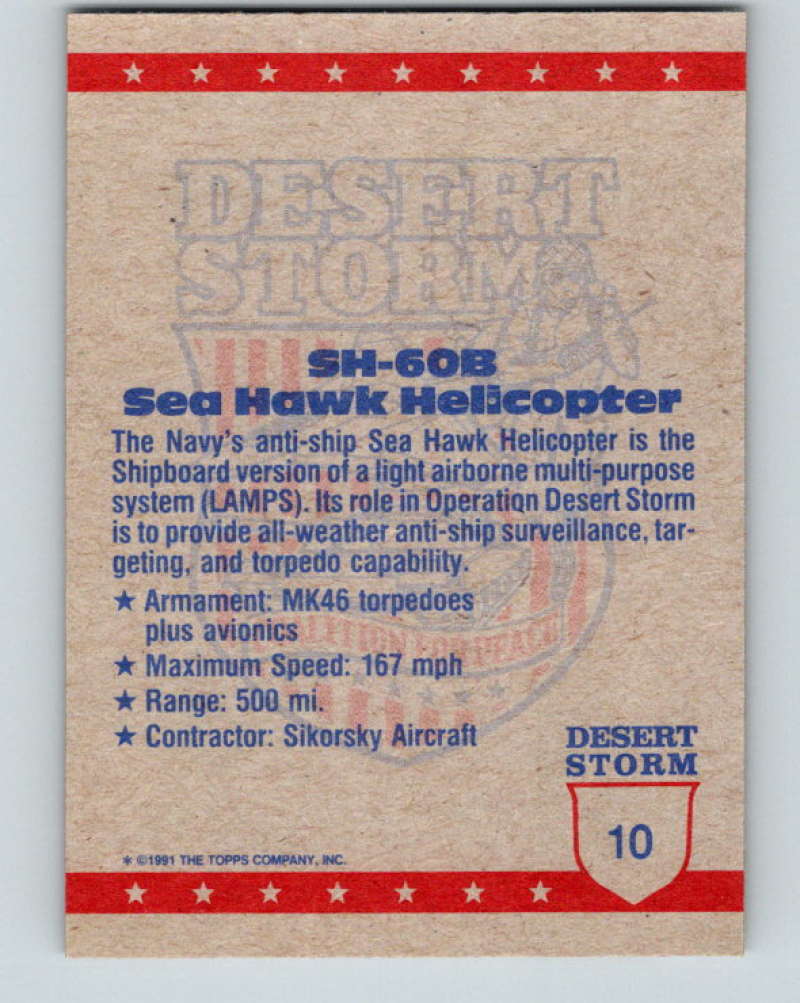 DESERT
STORM
SH-60B
Sea Hawk Helicopter
The Navy's anti-ship Sea Hawk Helicopter is the
Shipboard version of a light airborne multi-purpose
system (LAMPS). Its role in Operation Desert Storm
is to provide all-weather anti-ship surveillance, tar-
geting, and torpedo capability.
★ Armament: MK46 torpedoes
plus avionics
COALITION FOR PEACE
★ Maximum Speed: 167 mph
★ Range: 500 mi.
★ Contractor: Sikorsky Aircraft
DESERT
STORM
10
* ©1991 THE TOPPS COMPANY, INC.